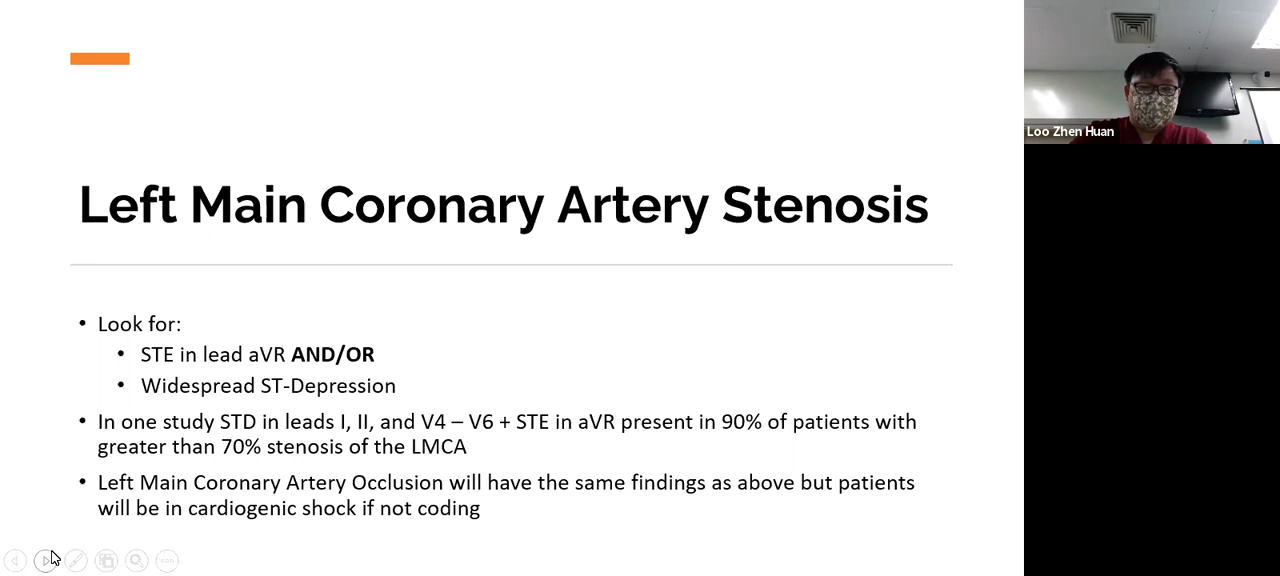 Left Main Coronary Artery Stenosis
• Look for:
• STE in lead aVR AND/OR
• Widespread ST-Depression
• In one study STD in leads I, II, and V4 – V6 + STE in aVR present in 90% of patients with
greater than 70% stenosis of the LMCA
• Left Main Coronary Artery Occlusion will have the same findings as above but patients
will be in cardiogenic shock if not coding
Loo Zhen Huan